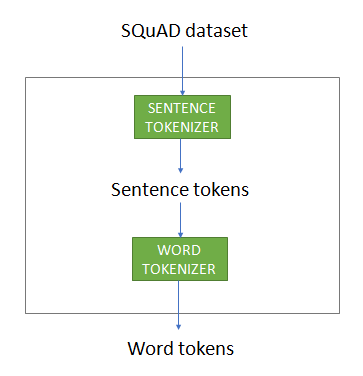 SQuAD dataset
SENTENCE
TOKENIZER
Sentence tokens
WORD
TOKENIZER
Word tokens